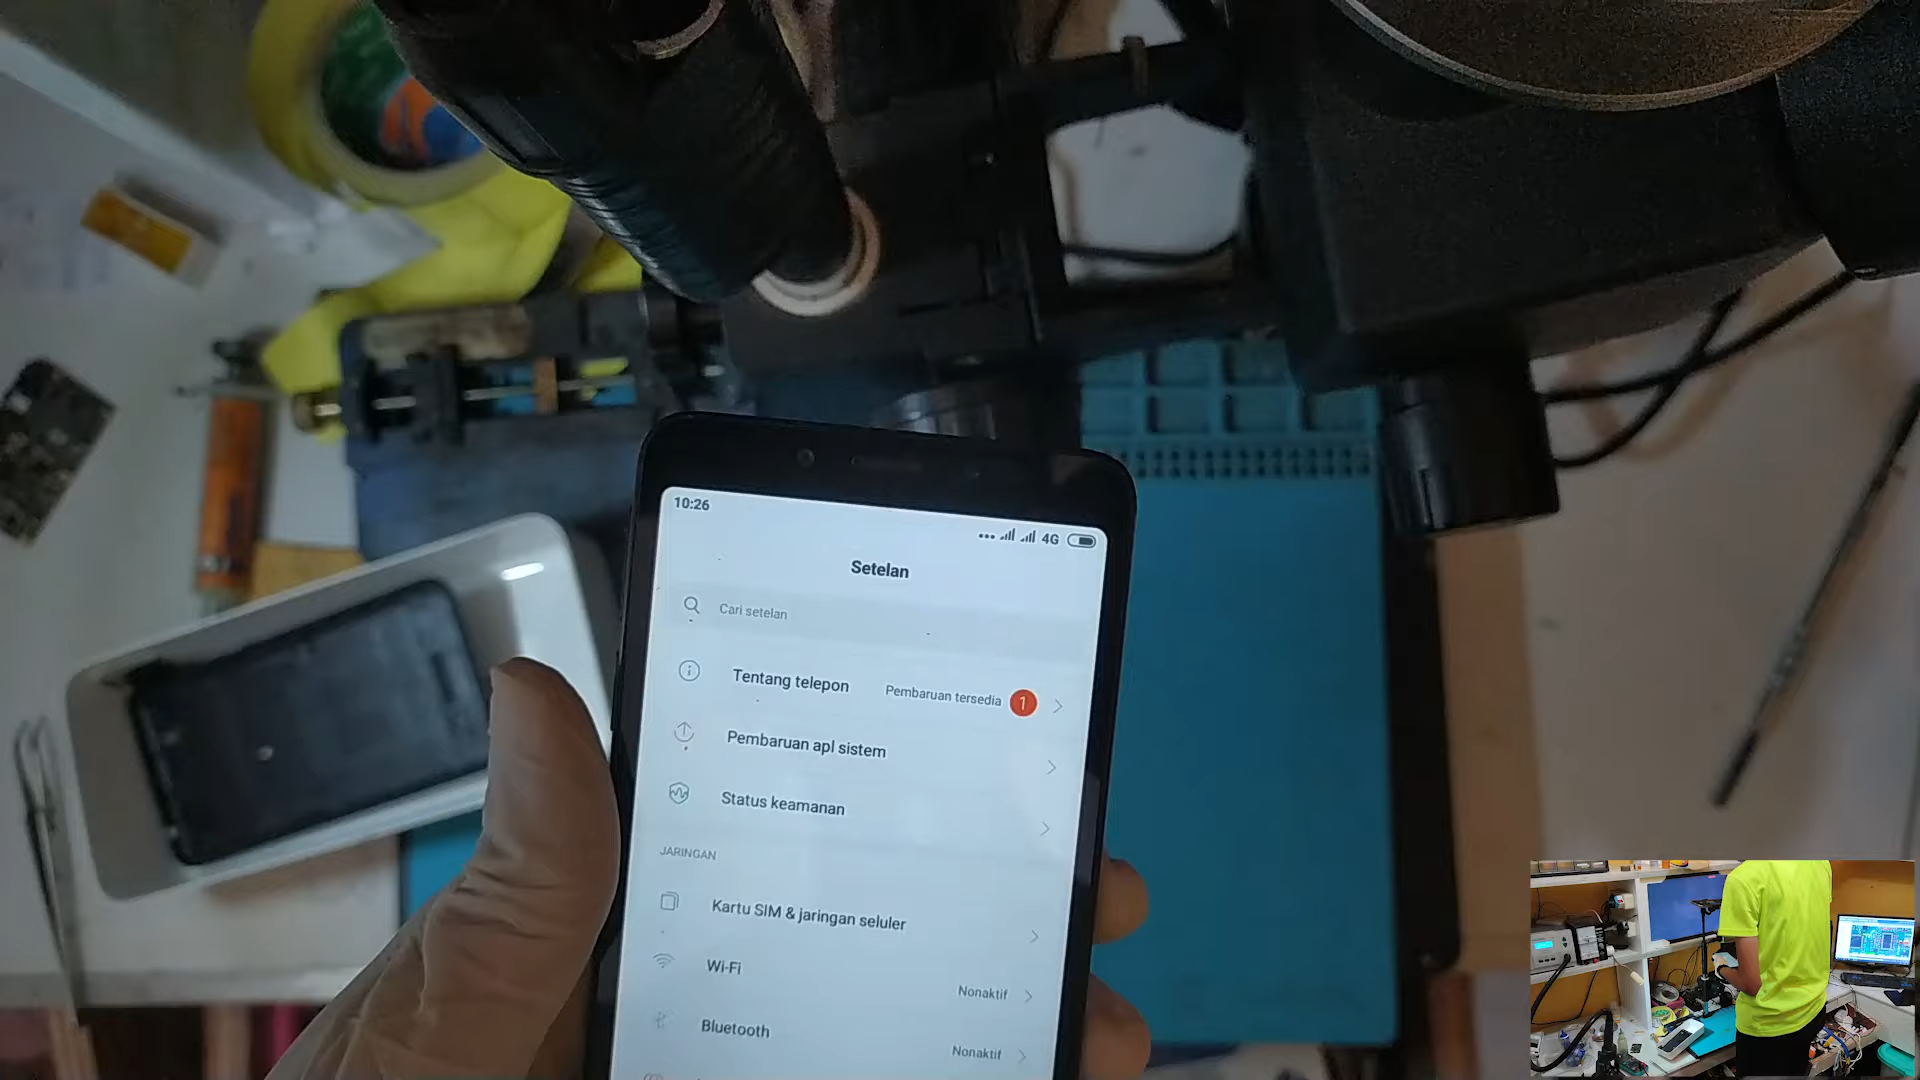 10:26
4G
Setelan
Cari setelan
Tentang telepon
Pembaruan tersedia
1
Pembaruan apl sistem
Status keamanan
JARINGAN
Kartu SIM & jaringan seluler
Wi-Fi
Nonaktif
Bluetooth
Nonaktif